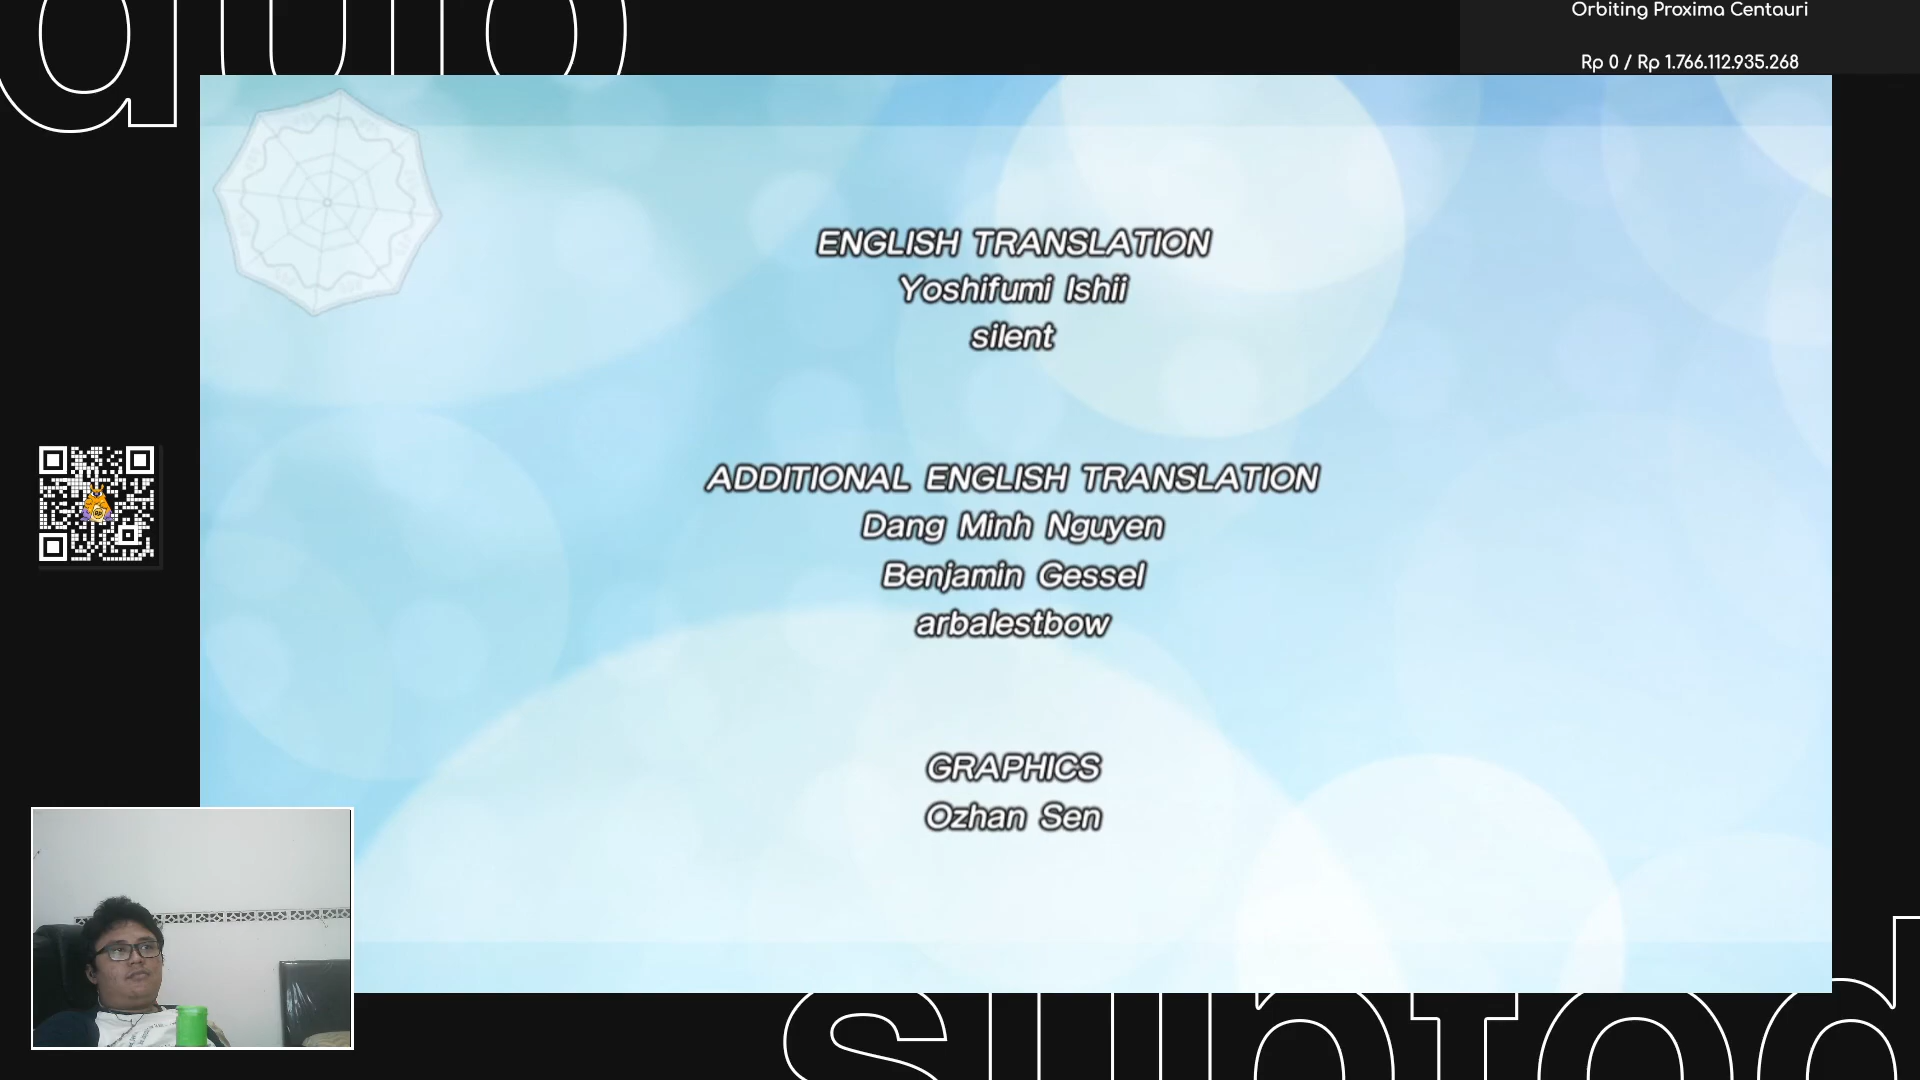 Orbiting Proxima Centauri
Rp 0 / Rp 1.766.112.935.268
ENGLISH TRANSLATION
Yoshifumi Ishii
silent
ADDITIONAL ENGLISH TRANSLATION
Dang Minh Nguyen
Benjamin Gessel
arbalestbow
GRAPHICS
Ozhan Sen